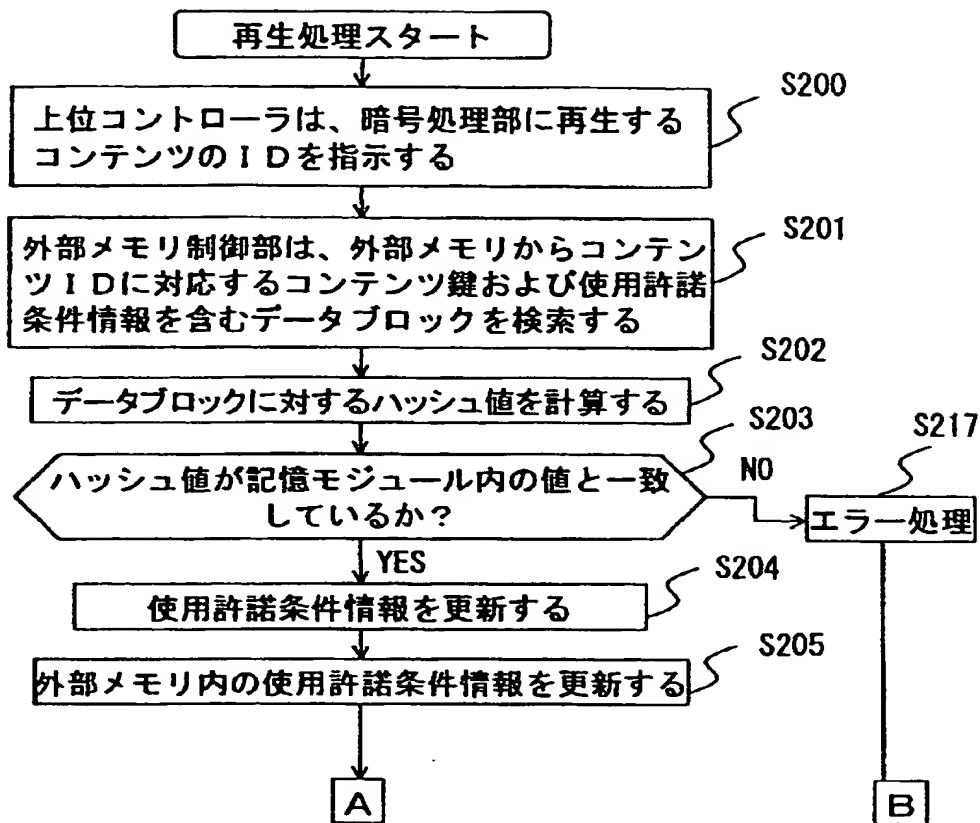 再生処理スタート
S200
上位コントローラは、暗号処理部に再生する
コンテンツのＩＤを指示する
S201
外部メモリ制御部は、外部メモリからコンテン
ツＩＤに対応するコンテンツ鍵および使用許諾
条件情報を含むデータブロックを検索する
S202
データブロックに対するハッシュ値を計算する
S203
ハッシュ値が記憶モジュール内の値と一致
しているか？
NO
S217
エラー処理
YES
S204
使用許諾条件情報を更新する
S205
外部メモリ内の使用許諾条件情報を更新する
A
B